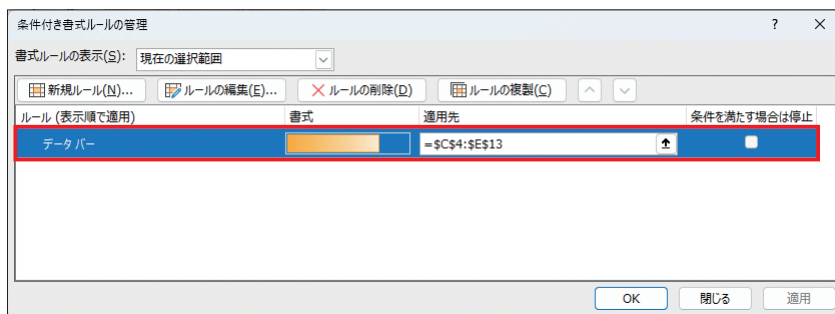 条件付き書式ルールの管理 ? ×
書式ルールの表示(S): 現在の選択範囲
新規ルール(N)... ルールの編集(E)... ルールの削除(D) ルールの複製(C)
ルール (表示順で適用) 書式 適用先 条件を満たす場合は停止
データ バー =$C$4:$E$13
OK 閉じる 適用